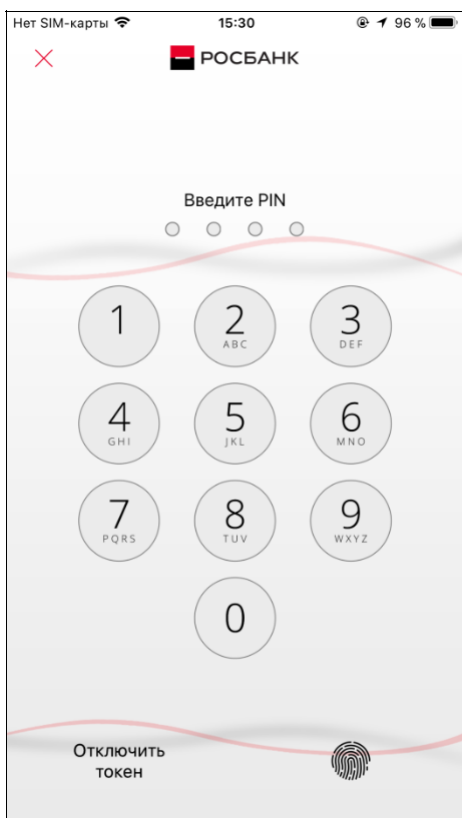 Нет SIM-карты 15:30 96 %
РОСБАНК
Введите PIN
1 2 3
ABC DEF
4 5 6
GHI JKL MNO
7 8 9
PQRS TUV WXYZ
0
Отключить
токен